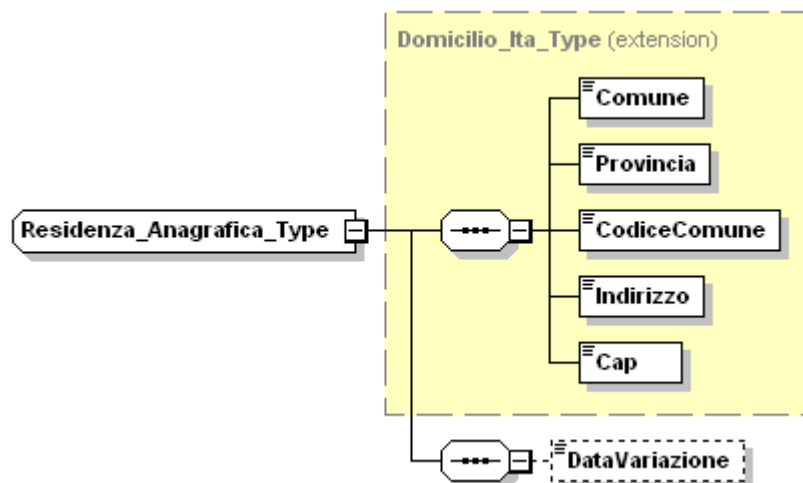 Domicilio_Ita_Type (extension)
Comune
Provincia
Residenza_Anagrafica_Type
CodiceComune
Indirizzo
Cap
DataVariazione